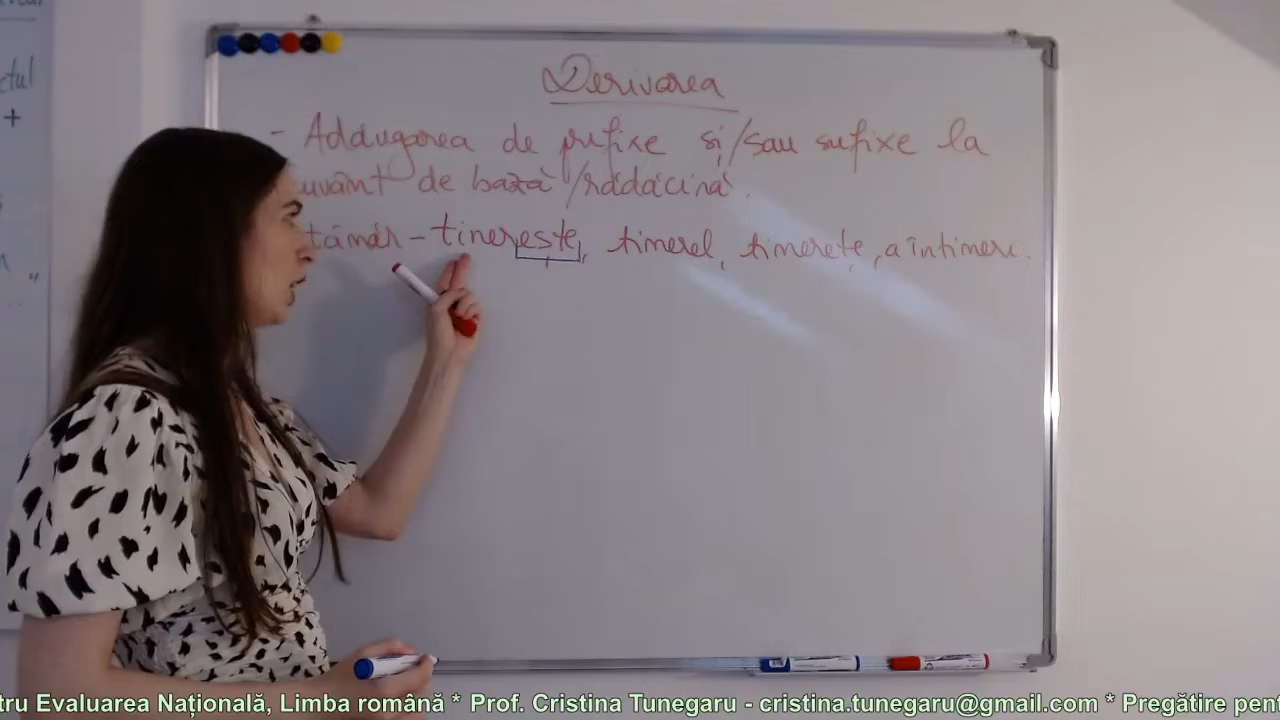 Derivarea
- Adăugarea de prefixe și/sau sufixe la
cuvânt de bază/rădăcină.
tânăr - tinerește, tinerel, tinerețe, a întineri.
ctul
+
"
tru Evaluarea Națională, Limba română * Prof. Cristina Tunegaru - cristina.tunegaru@gmail.com * Pregătire pen